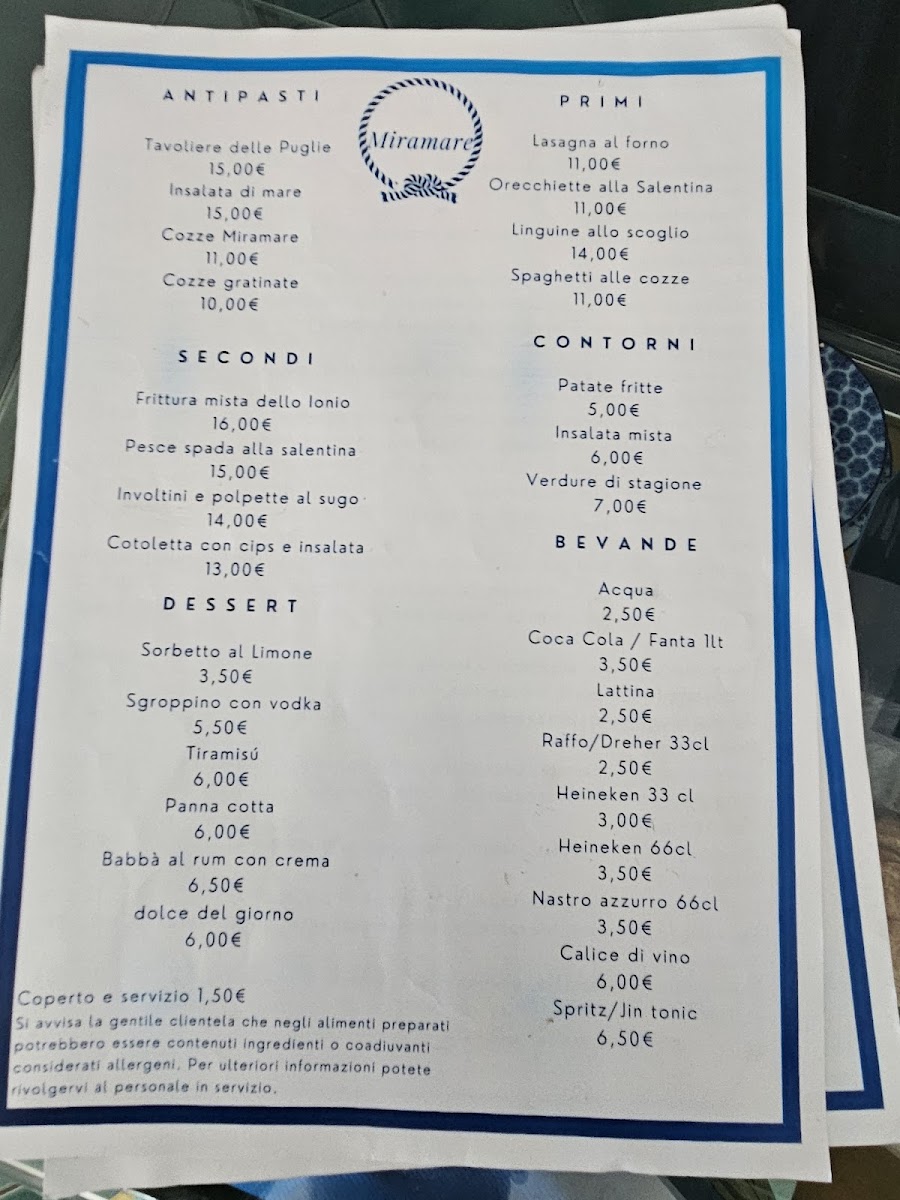 Miramare
ANTIPASTI
Tavoliere delle Puglie
15,00€
Insalata di mare
15,00€
Cozze Miramare
11,00€
Cozze gratinate
10,00€
SECONDI
Frittura mista dello Ionio
16,00€
Pesce spada alla salentina
15,00€
Involtini e polpette al sugo
14,00€
Cotoletta con cips e insalata
13,00€
DESSERT
Sorbetto al Limone
3,50€
Sgroppino con vodka
5,50€
Tiramisú
6,00€
Panna cotta
6,00€
Babbà al rum con crema
6,50€
dolce del giorno
6,00€
Coperto e servizio 1,50€
Si avvisa la gentile clientela che negli alimenti preparati
potrebbero essere contenuti ingredienti o coadiuvanti
considerati allergeni. Per ulteriori informazioni potete
rivolgervi al personale in servizio.
PRIMI
Lasagna al forno
11,00€
Orecchiette alla Salentina
11,00€
Linguine allo scoglio
14,00€
Spaghetti alle cozze
11,00€
CONTORNI
Patate fritte
5,00€
Insalata mista
6,00€
Verdure di stagione
7,00€
BEVANDE
Acqua
2,50€
Coca Cola / Fanta 1lt
3,50€
Lattina
2,50€
Raffo/Dreher 33cl
2,50€
Heineken 33 cl
3,00€
Heineken 66cl
3,50€
Nastro azzurro 66cl
3,50€
Calice di vino
6,00€
Spritz/Jin tonic
6,50€